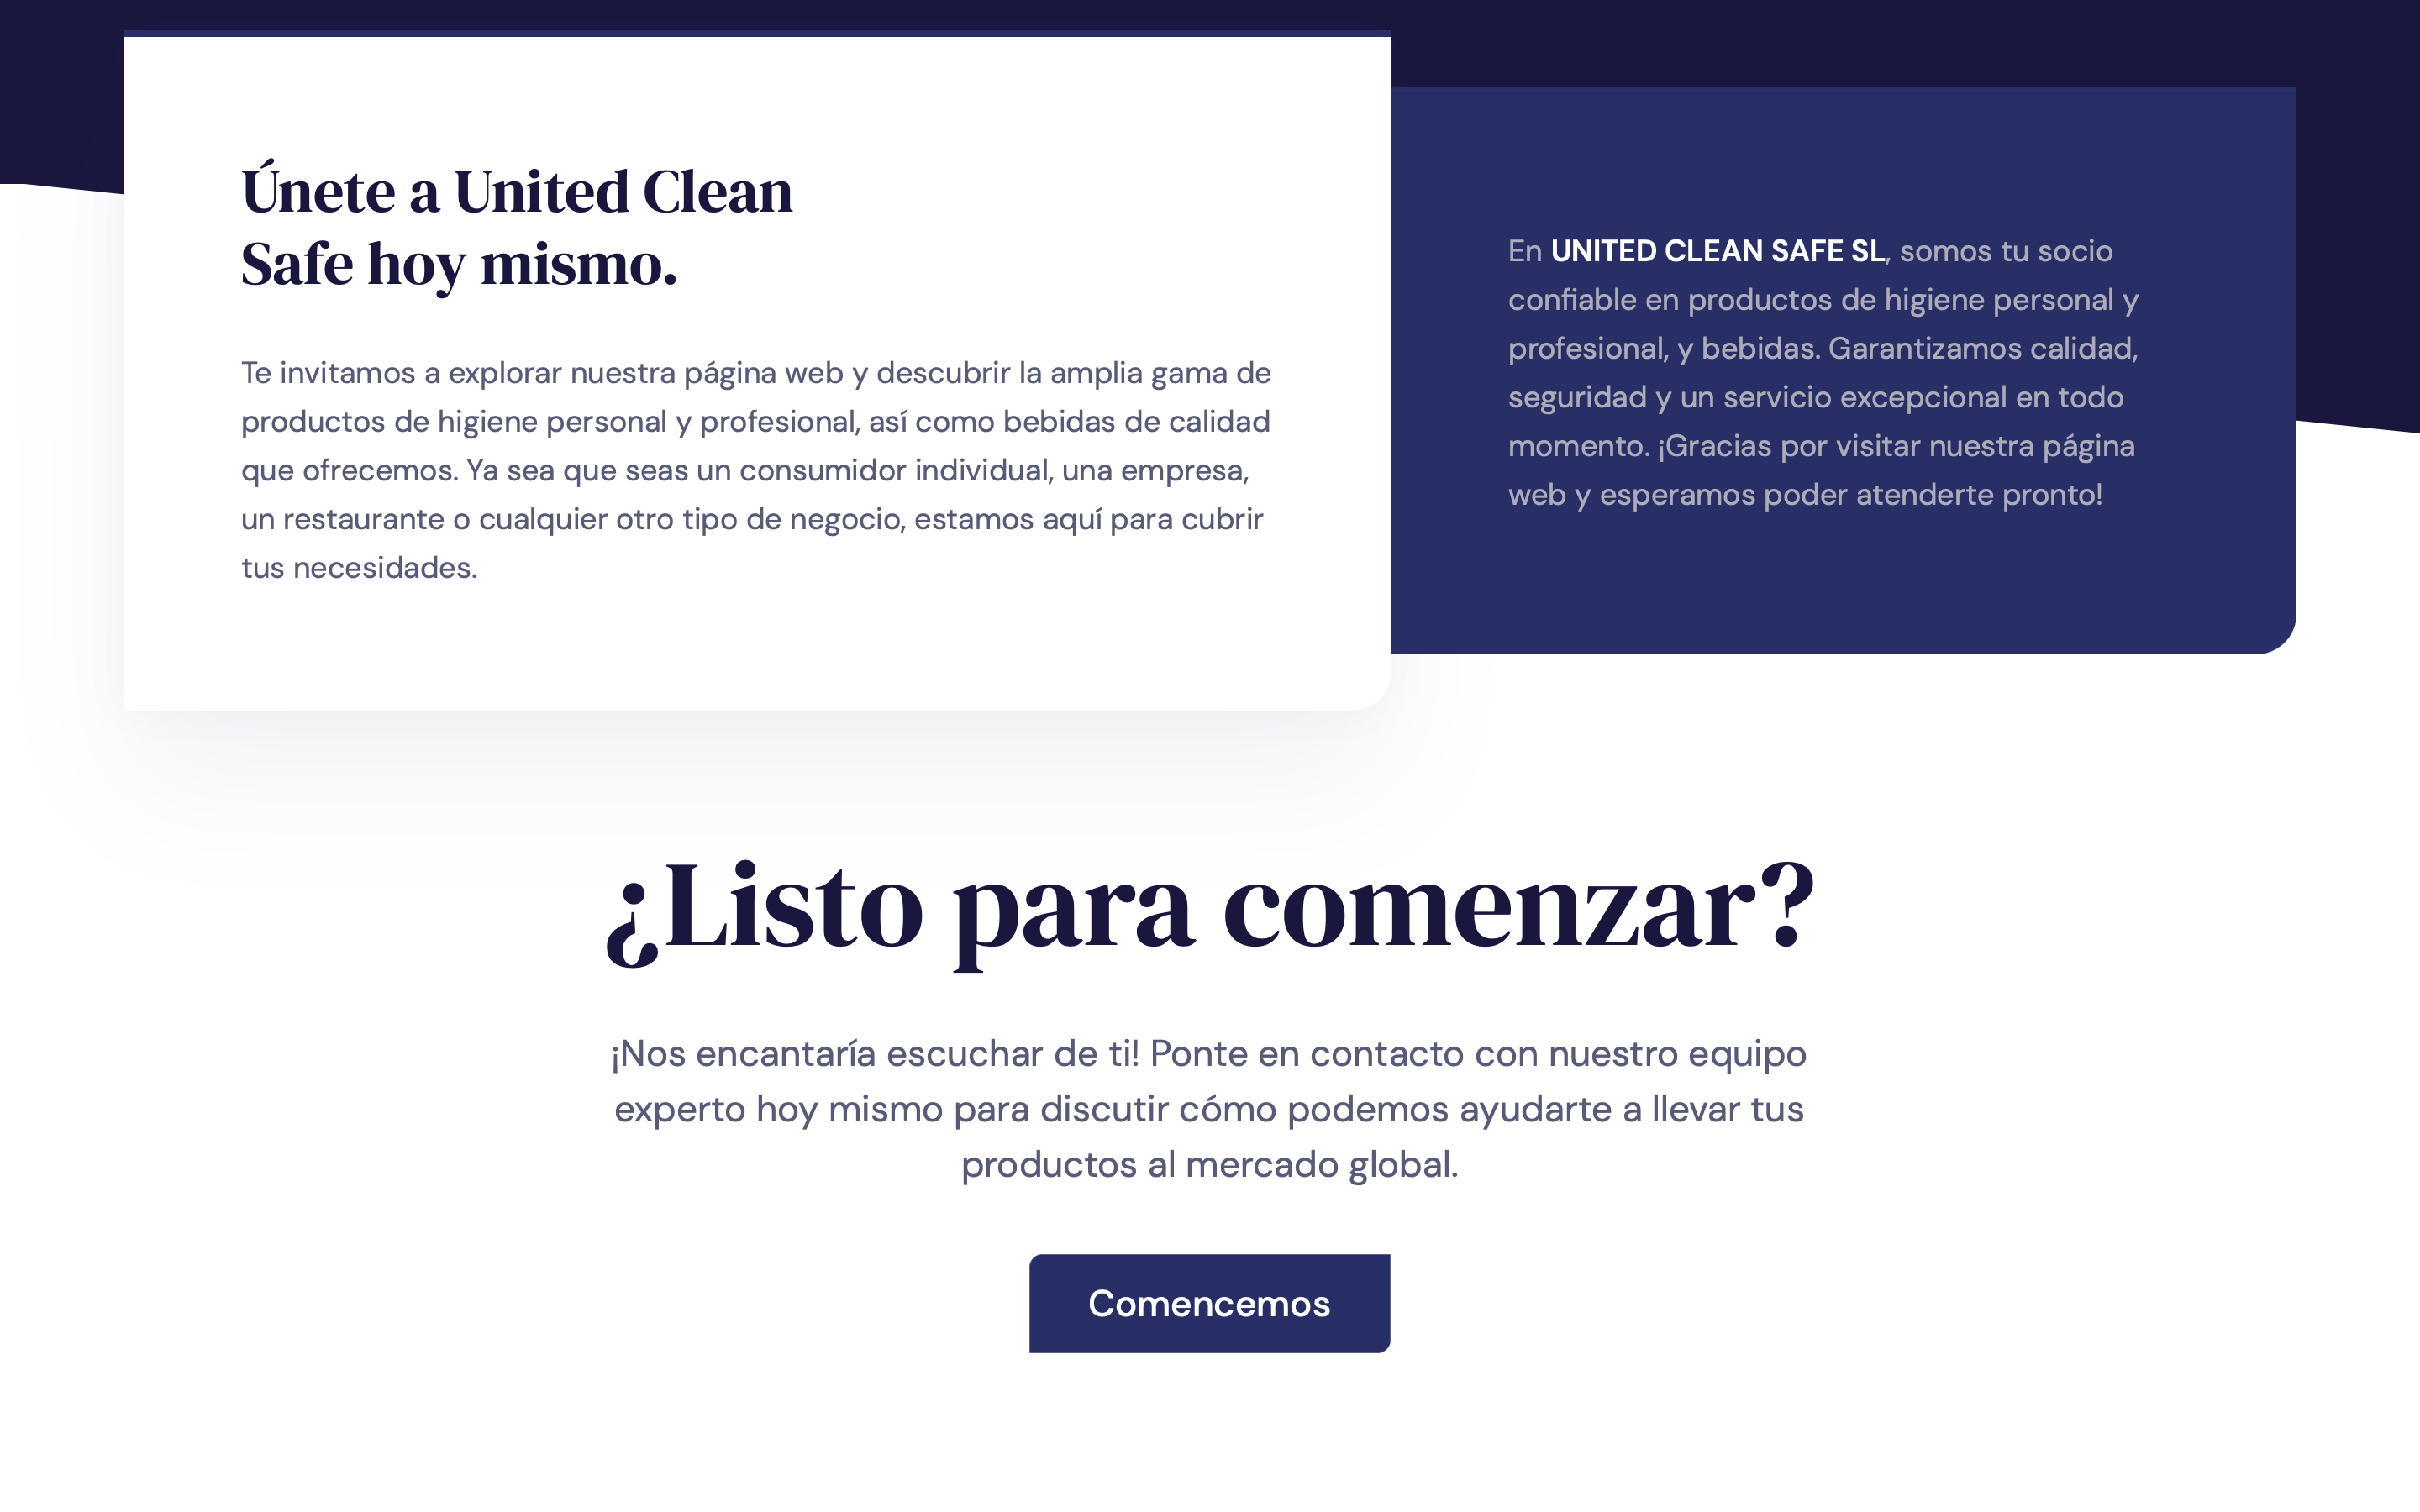 Únete a United Clean
Safe hoy mismo.
Te invitamos a explorar nuestra página web y descubrir la amplia gama de
productos de higiene personal y profesional, así como bebidas de calidad
que ofrecemos. Ya sea que seas un consumidor individual, una empresa,
un restaurante o cualquier otro tipo de negocio, estamos aquí para cubrir
tus necesidades.
En UNITED CLEAN SAFE SL, somos tu socio
confiable en productos de higiene personal y
profesional, y bebidas. Garantizamos calidad,
seguridad y un servicio excepcional en todo
momento. ¡Gracias por visitar nuestra página
web y esperamos poder atenderte pronto!
¿Listo para comenzar?
¡Nos encantaría escuchar de ti! Ponte en contacto con nuestro equipo
experto hoy mismo para discutir cómo podemos ayudarte a llevar tus
productos al mercado global.
Comencemos